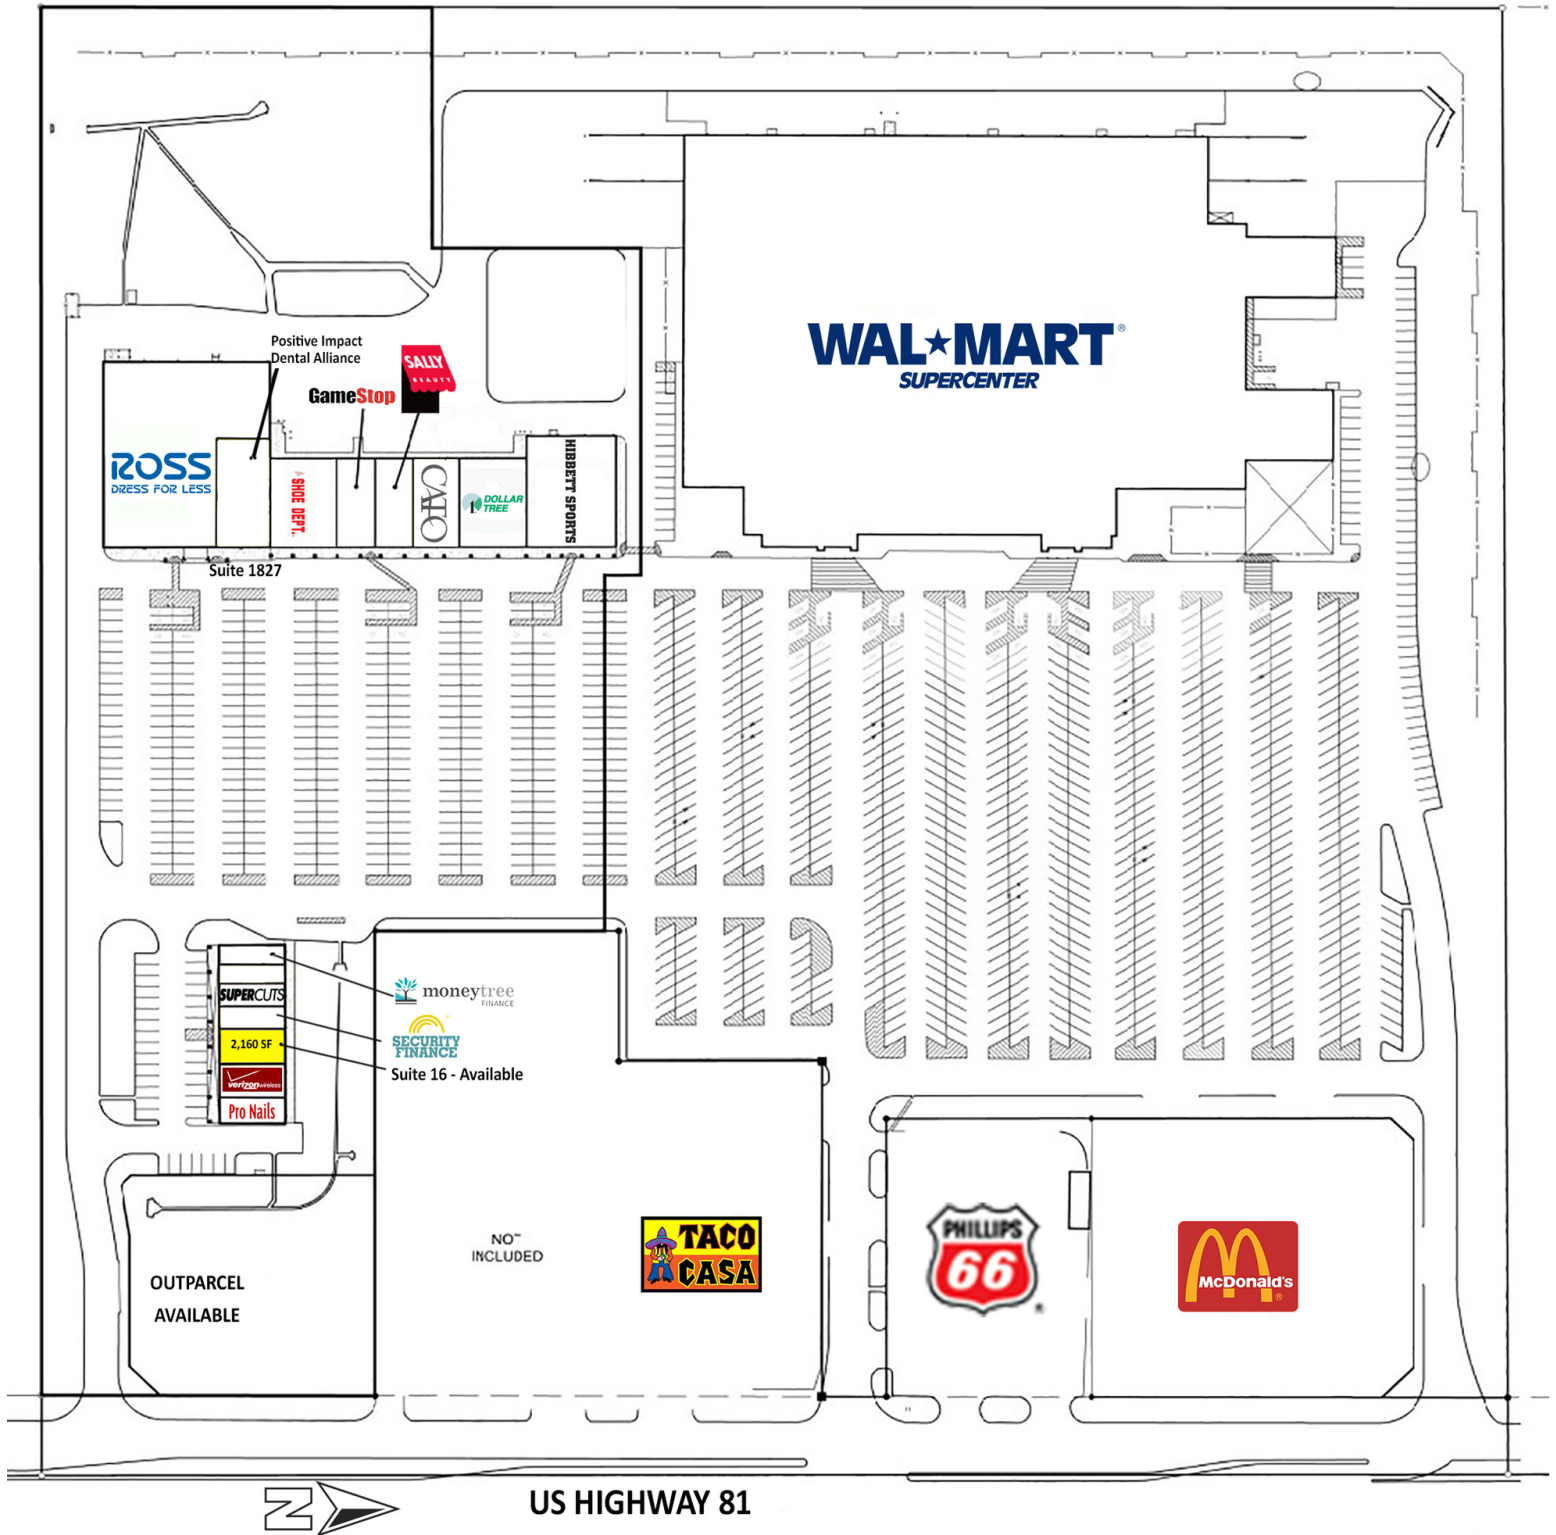 WAL★MART®
SUPERCENTER
Positive Impact
Dental Alliance
SALLY
BEAUTY
GameStop
ROSS
DRESS FOR LESS
SHOE DEPT.
CATO
DOLLAR
TREE
HIBBETT SPORTS
Suite 1827
moneytree
FINANCE
SUPERCUTS
SECURITY
FINANCE
2,160 SF
Suite 16 - Available
verizonwireless
Pro Nails
TACO
CASA
PHILLIPS
66
®
McDonald's
®
NO
INCLUDED
OUTPARCEL
AVAILABLE
N
US HIGHWAY 81